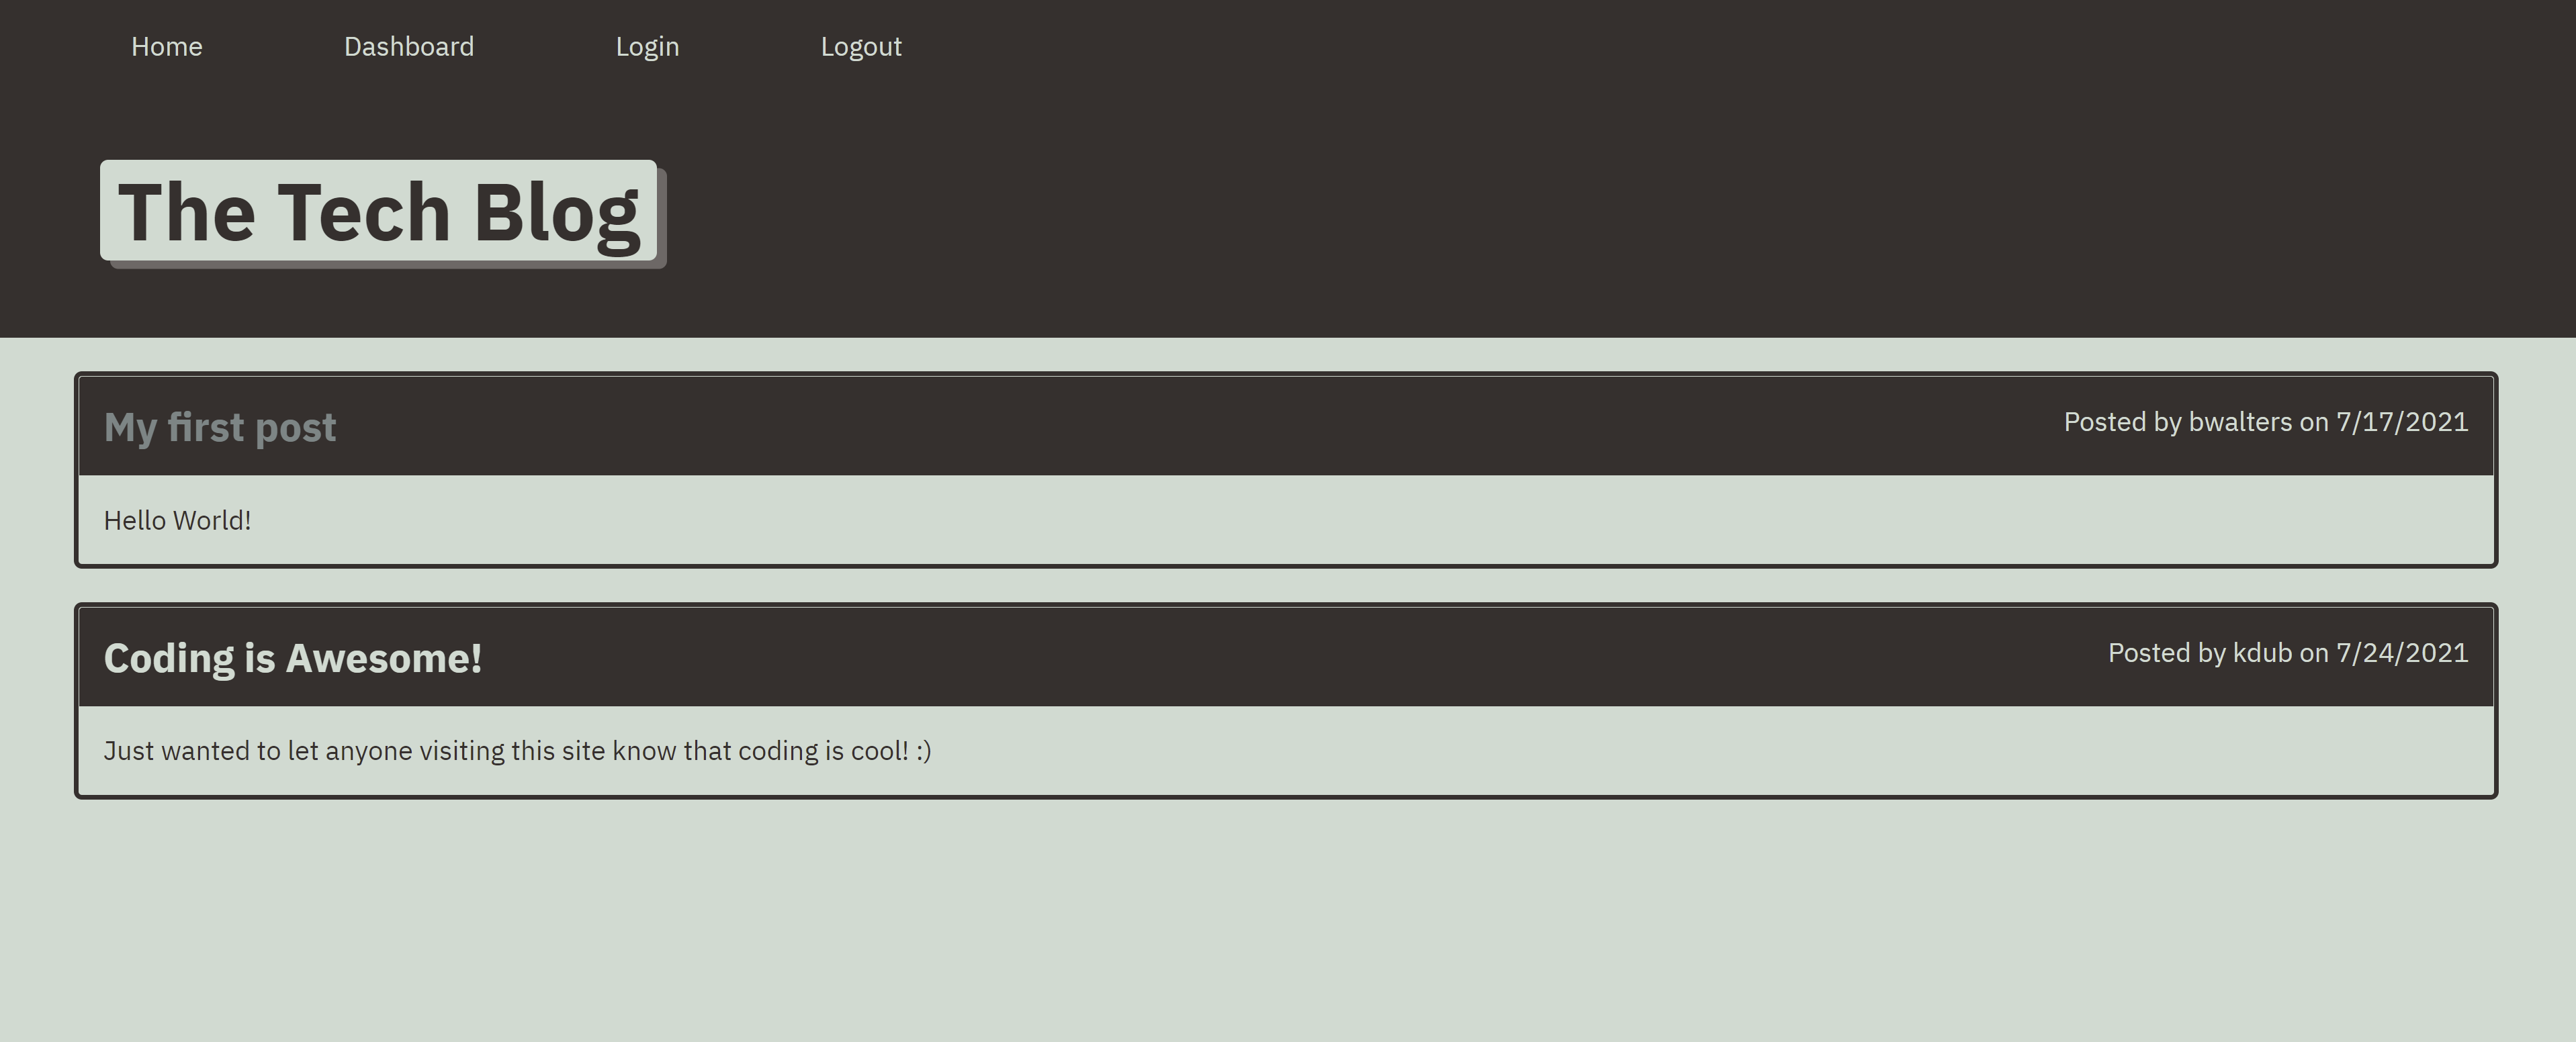 Home Dashboard Login Logout
The Tech Blog
My first post Posted by bwalters on 7/17/2021
Hello World!
Coding is Awesome! Posted by kdub on 7/24/2021
Just wanted to let anyone visiting this site know that coding is cool! :)